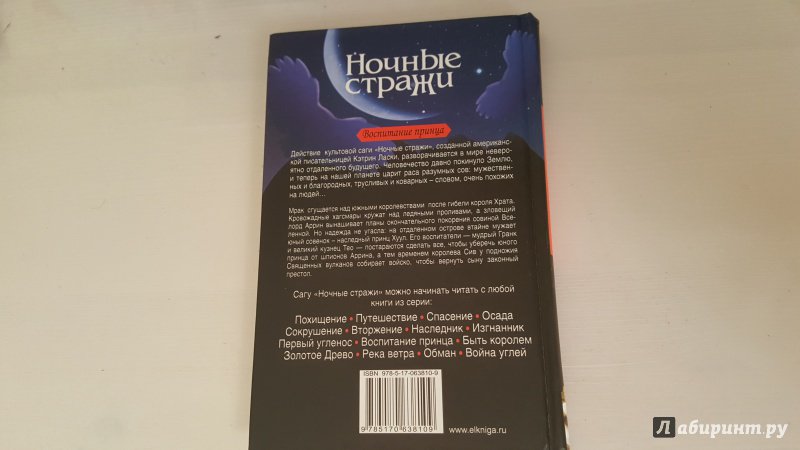 Ночные
стражи
Воспитание принца
Действие культовой саги «Ночные стражи», созданной американс-
кой писательницей Кэтрин Ласки, разворачивается в мире неверо-
ятно отдаленного будущего. Человечество давно покинуло Землю,
и теперь на нашей планете царит раса разумных сов: мужествен-
ных и благородных, трусливых и коварных – словом, очень похожих
на людей...
Мрак сгущается над южными королевствами после гибели короля Храта.
Кровожадные хагсмары кружат над ледяными проливами, а зловещий
лорд Аррин вынашивает планы окончательного покорения совиной Все-
ленной. Но надежда не угасла: на отдаленном острове втайне мужает
юный совенок – наследный принц Хуул. Его воспитатели — мудрый Гранк
и великий кузнец Тео — постараются сделать все, чтобы уберечь юного
принца от шпионов Аррина, а тем временем королева Сив у подножия
Священных вулканов собирает войско, чтобы вернуть сыну законный
престол.
Сагу «Ночные стражи» можно начинать читать с любой
книги из серии:
Похищение • Путешествие • Спасение • Осада
Сокрушение • Вторжение • Наследник • Изгнанник
Первый угленос • Воспитание принца • Быть королем
Золотое Древо • Река ветра • Обман • Война углей
ISBN 978-5-17-063810-9
9 785170 638109
www.elkniga.ru
Лабиринт.ру